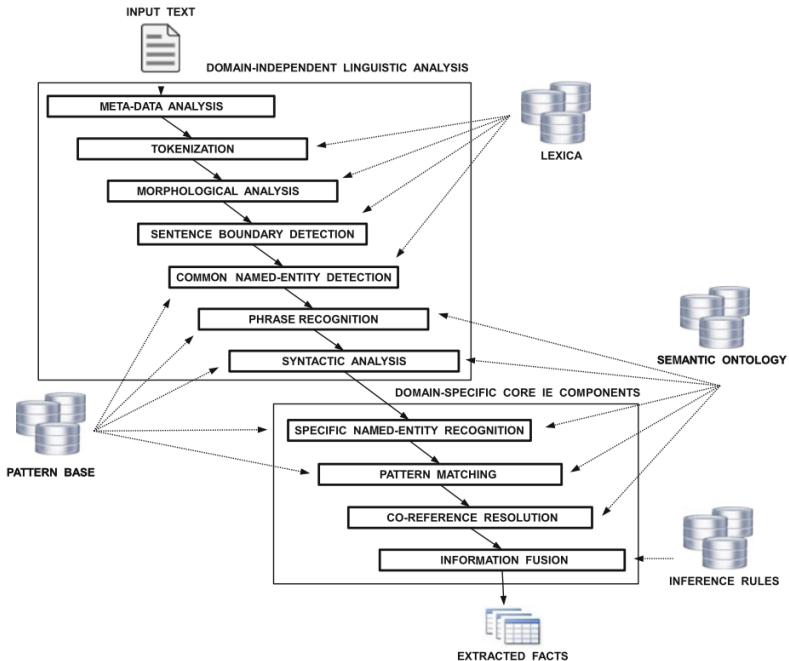 INPUT TEXT
DOMAIN-INDEPENDENT LINGUISTIC ANALYSIS
META-DATA ANALYSIS
TOKENIZATION
LEXICA
MORPHOLOGICAL ANALYSIS
SENTENCE BOUNDARY DETECTION
COMMON NAMED-ENTITY DETECTION
PHRASE RECOGNITION
SYNTACTIC ANALYSIS
SEMANTIC ONTOLOGY
DOMAIN-SPECIFIC CORE IE COMPONENTS
SPECIFIC NAMED-ENTITY RECOGNITION
PATTERN BASE
PATTERN MATCHING
CO-REFERENCE RESOLUTION
INFORMATION FUSION
INFERENCE RULES
EXTRACTED FACTS